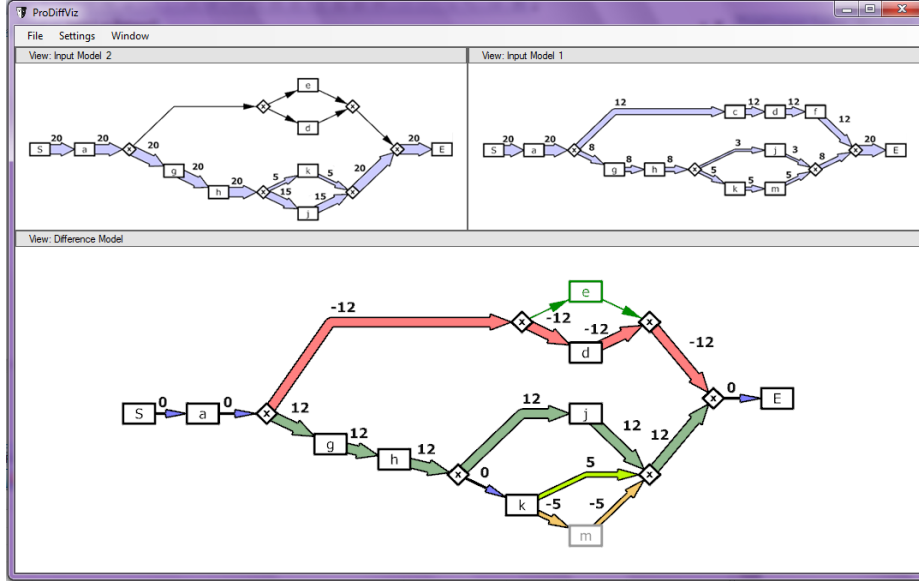 ProDiffViz
File Settings Window
View: Input Model 2
20 20 20 20 20 5 15 5 15 20 20
S a g h e d k j E
x x x x x x
View: Input Model 1
20 20 12 12 12 12 8 8 8 3 5 3 5 5 8 20
S a c d f g h j k m E
x x x x
View: Difference Model
-12 -12 -12 -12
0 0 12 12 12 12 12 12 0 5 -5 -5 0
S a g h e d j k m E
x x x x x x